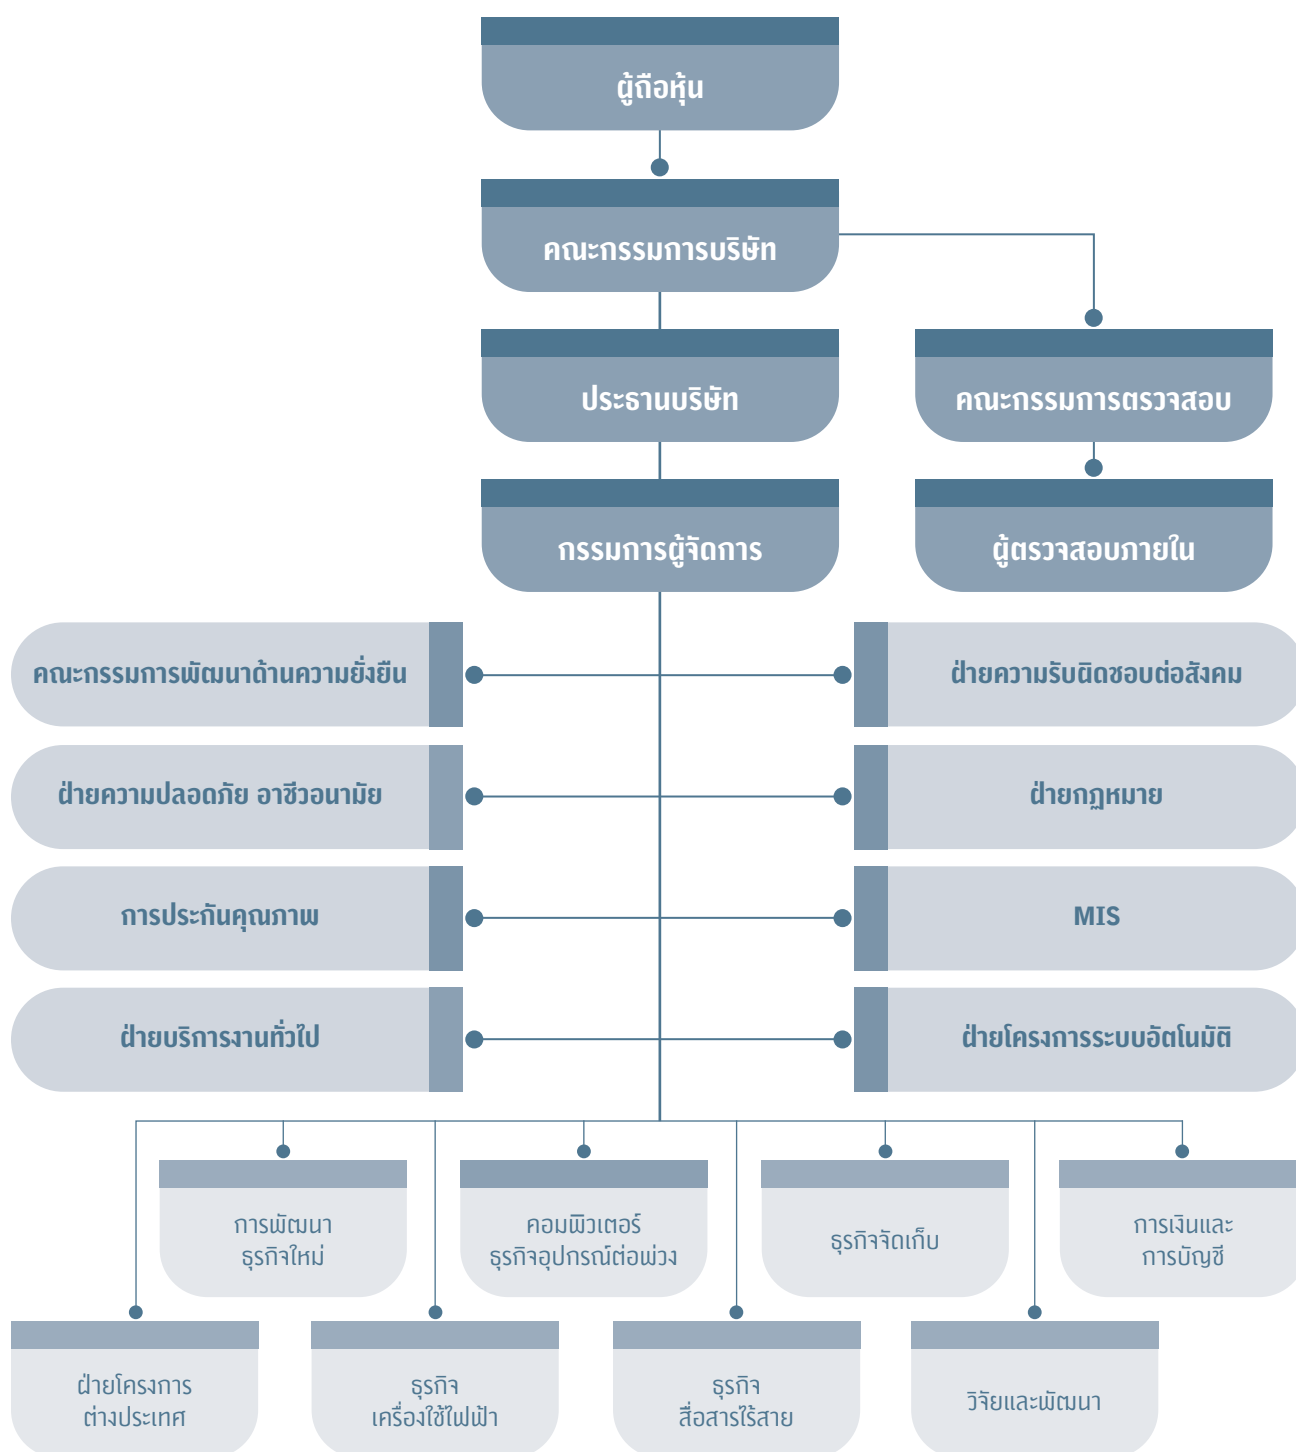 ผู้ถือหุ้น
คณะกรรมการบริษัท
ประธานบริษัท
คณะกรรมการตรวจสอบ
กรรมการผู้จัดการ
ผู้ตรวจสอบภายใน
คณะกรรมการพัฒนาด้านความยั่งยืน
ฝ่ายความรับผิดชอบต่อสังคม
ฝ่ายความปลอดภัย อาชีวอนามัย
ฝ่ายกฎหมาย
การประกันคุณภาพ
MIS
ฝ่ายบริการงานทั่วไป
ฝ่ายโครงการระบบอัตโนมัติ
การพัฒนา
ธุรกิจใหม่
คอมพิวเตอร์
ธุรกิจอุปกรณ์ต่อพ่วง
ธุรกิจจัดเก็บ
การเงินและ
การบัญชี
ฝ่ายโครงการ
ต่างประเทศ
ธุรกิจ
เครื่องใช้ไฟฟ้า
ธุรกิจ
สื่อสารไร้สาย
วิจัยและพัฒนา